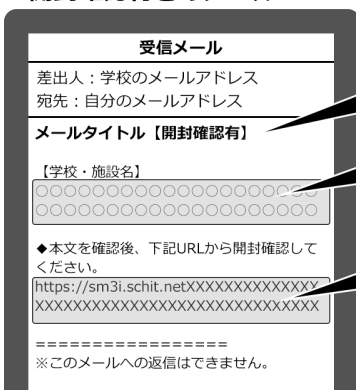 受信メール
差出人：学校のメールアドレス
宛先：自分のメールアドレス
メールタイトル【開封確認有】
【学校・施設名】
○○○○○○○○○○○○○○○○○○○○
○○○○○○○○○○○○○○○○○○○○
◆本文を確認後、下記URLから開封確認して
ください。
https://sm3i.schit.netXXXXXXXXXXXXX
XXXXXXXXXXXXXXXXXXXXXXXXXXXXX
=================
※このメールへの返信はできません。